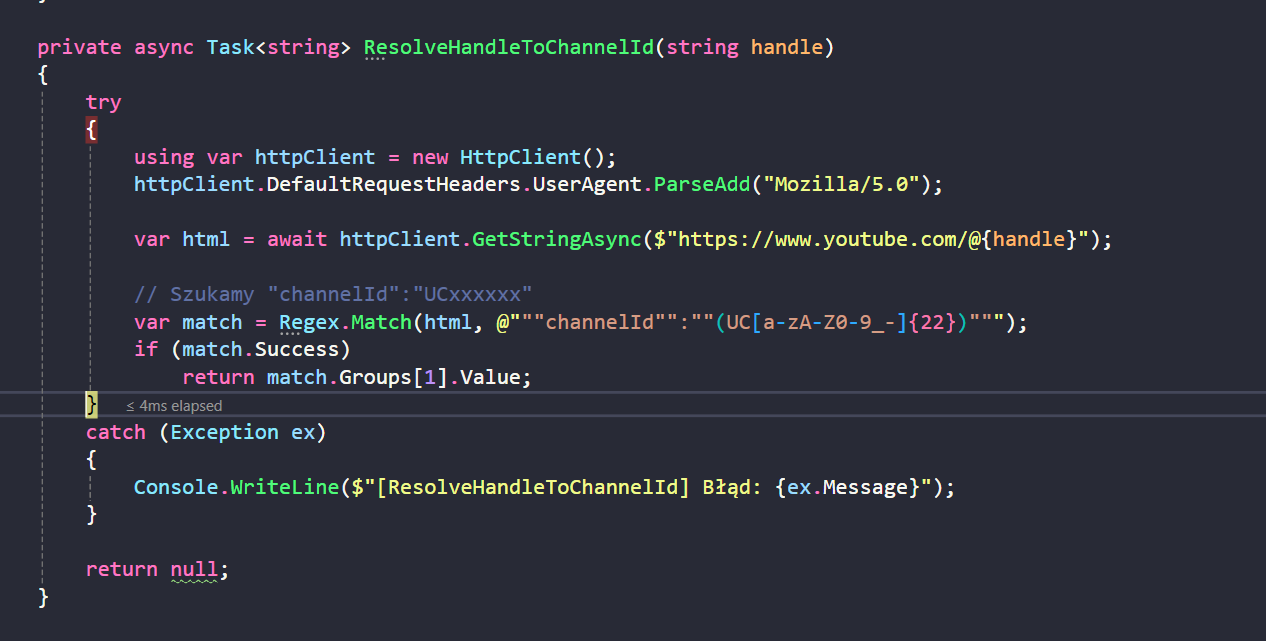 private async Task<string> ResolveHandleToChannelId(string handle)
{
try
{
using var httpClient = new HttpClient();
httpClient.DefaultRequestHeaders.UserAgent.ParseAdd("Mozilla/5.0");
var html = await httpClient.GetStringAsync($"https://www.youtube.com/@{handle}");
// Szukamy "channelId":"UCxxxxxx"
var match = Regex.Match(html, @"""channelId"":""(UC[a-zA-Z0-9_-]{22})""");
if (match.Success)
return match.Groups[1].Value;
} ≤ 4ms elapsed
catch (Exception ex)
{
Console.WriteLine($"[ResolveHandleToChannelId] Błąd: {ex.Message}");
}
return null;
}